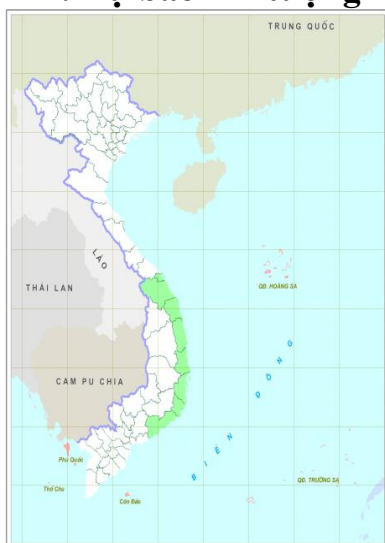 TRUNG QUỐC
LÀO
QĐ. HOÀNG SA
THÁI LAN
CAM PU CHIA
BIỂN ĐÔNG
Phú Quốc
Thổ Chu
Côn Đảo
QĐ. TRƯỜNG SA